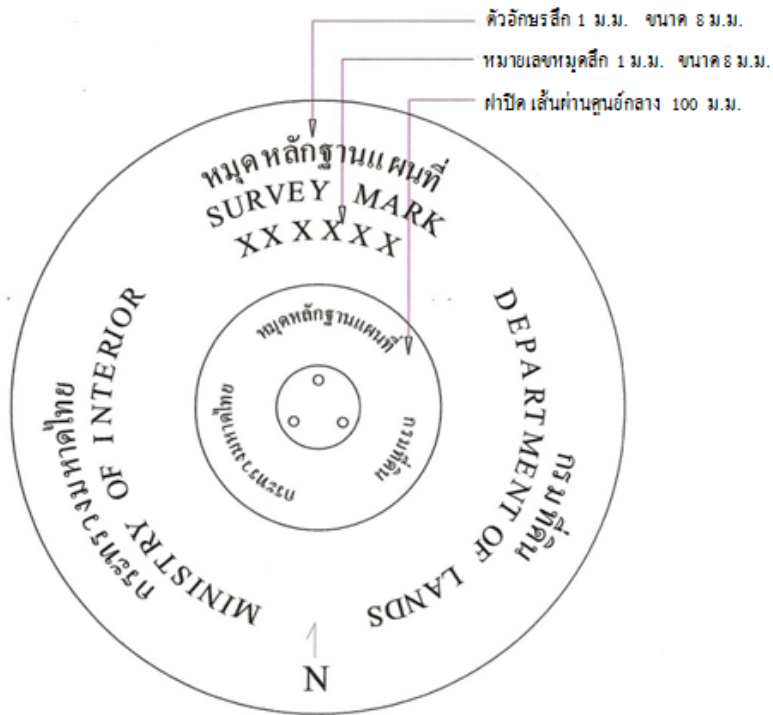 ตัวอักษรลึก 1 ม.ม. ขนาด 8 ม.ม.
หมายเลขหมุดลึก 1 ม.ม. ขนาด 8 ม.ม.
ฝาปิด เส้นผ่านศูนย์กลาง 100 ม.ม.
หมุดหลักฐานแผนที่
SURVEY MARK
XXXXXX
กระทรวงมหาดไทย
MINISTRY OF INTERIOR
DEPARTMENT OF LANDS
กรมที่ดิน
หมุดหลักฐานแผนที่
กระทรวงมหาดไทย
กรมที่ดิน
N